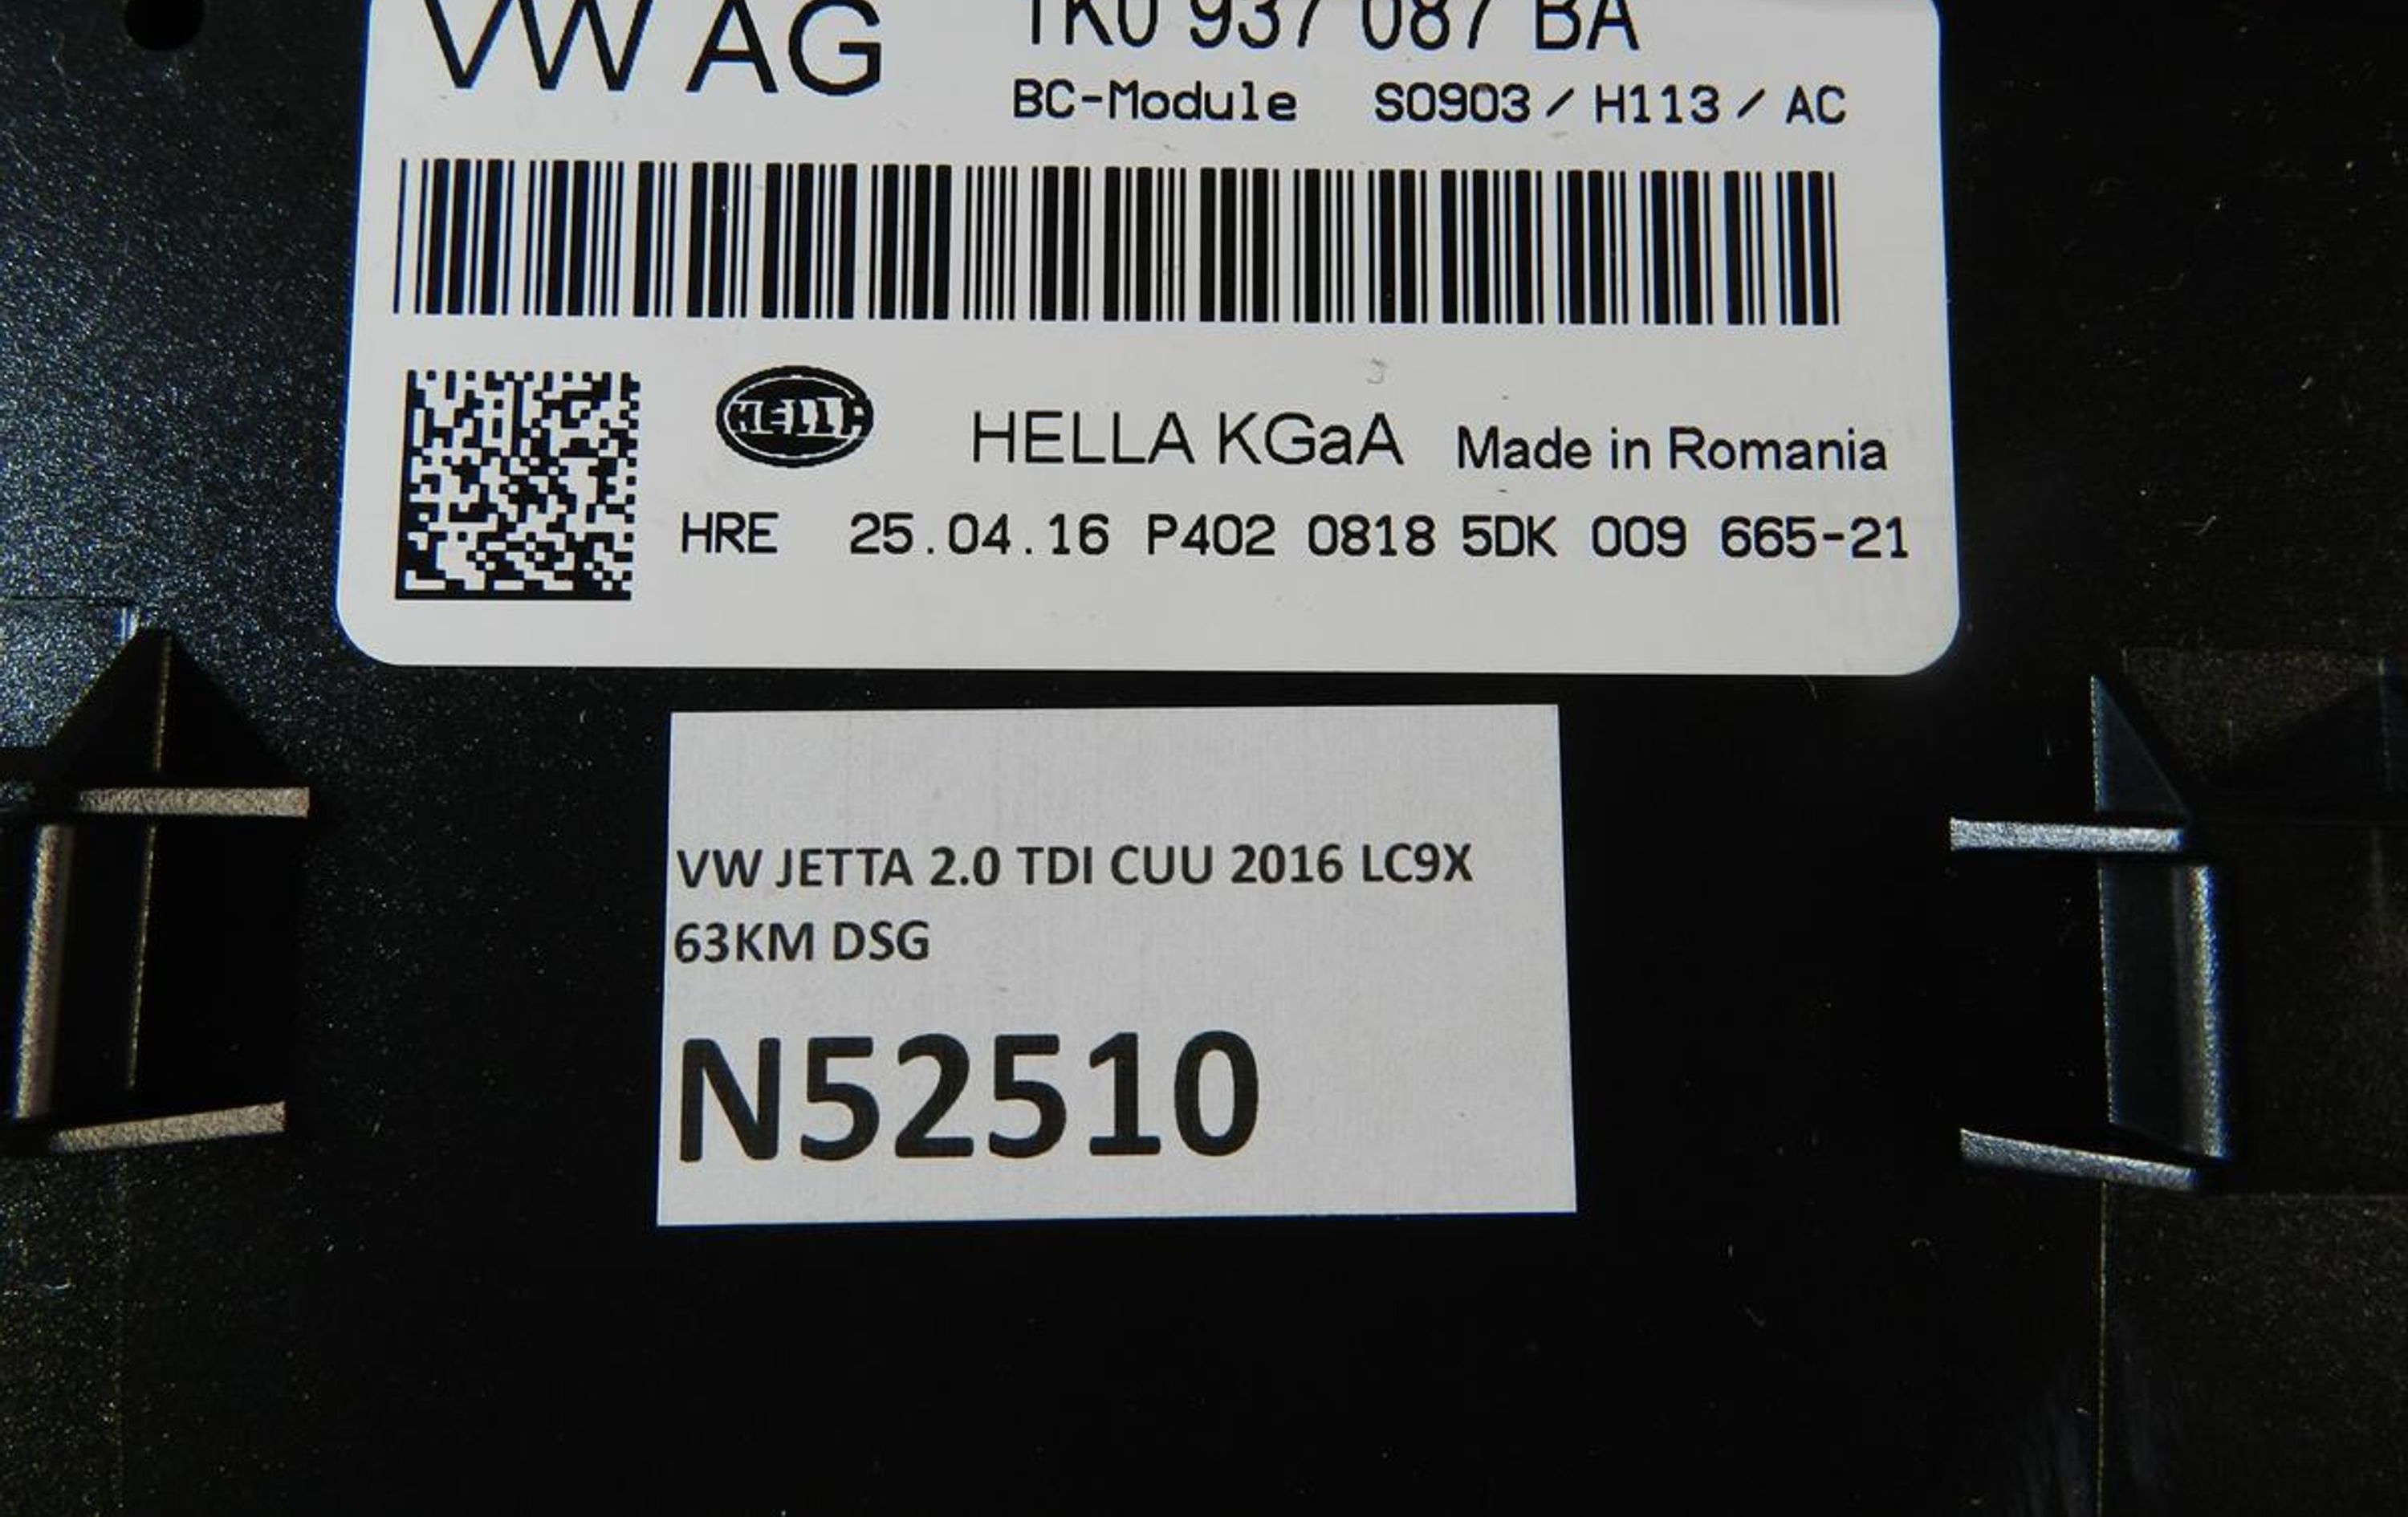 VW AG 1K0 937 087 BA
BC-Module S0903 / H113 / AC
HELLA
HELLA KGaA Made in Romania
HRE 25.04.16 P402 0818 5DK 009 665-21
VW JETTA 2.0 TDI CUU 2016 LC9X
63KM DSG
N52510